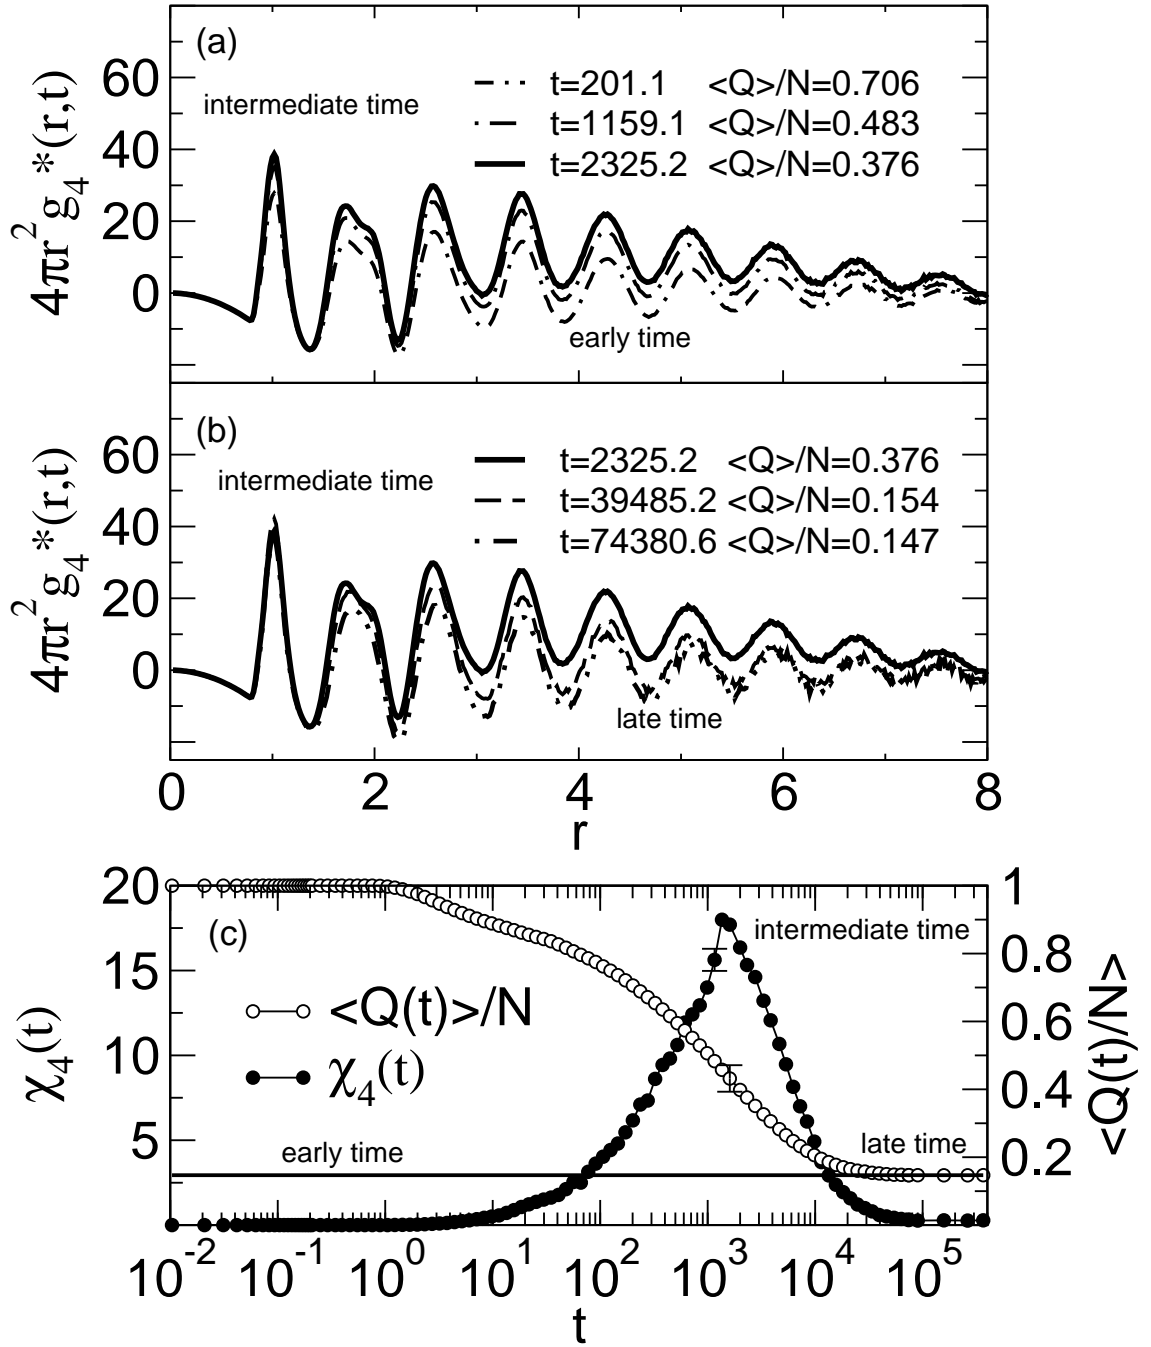 (a)
60
40
20
0
4πr²g₄*(r,t)
intermediate time
t=201.1 <Q>/N=0.706
t=1159.1 <Q>/N=0.483
t=2325.2 <Q>/N=0.376
early time
(b)
60
40
20
0
4πr²g₄*(r,t)
intermediate time
t=2325.2 <Q>/N=0.376
t=39485.2 <Q>/N=0.154
t=74380.6 <Q>/N=0.147
late time
0 2 4 6 8
r
(c)
20
15
10
5
χ₄(t)
<Q(t)>/N
χ₄(t)
intermediate time
early time
late time
1
0.8
0.6
0.4
0.2
<Q(t)/N>
10⁻² 10⁻¹ 10⁰ 10¹ 10² 10³ 10⁴ 10⁵
t